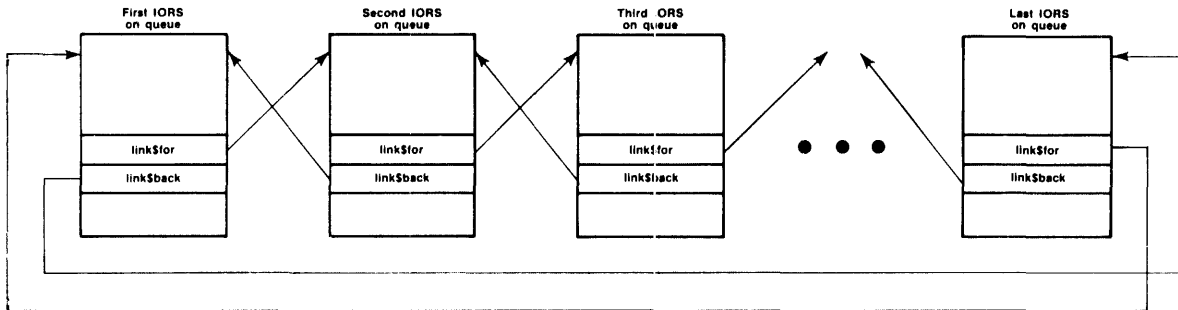 First IORS
on queue
Second IORS
on queue
Third IORS
on queue
Last IORS
on queue
link$for
link$for
link$for
link$for
link$back
link$back
link$back
link$back